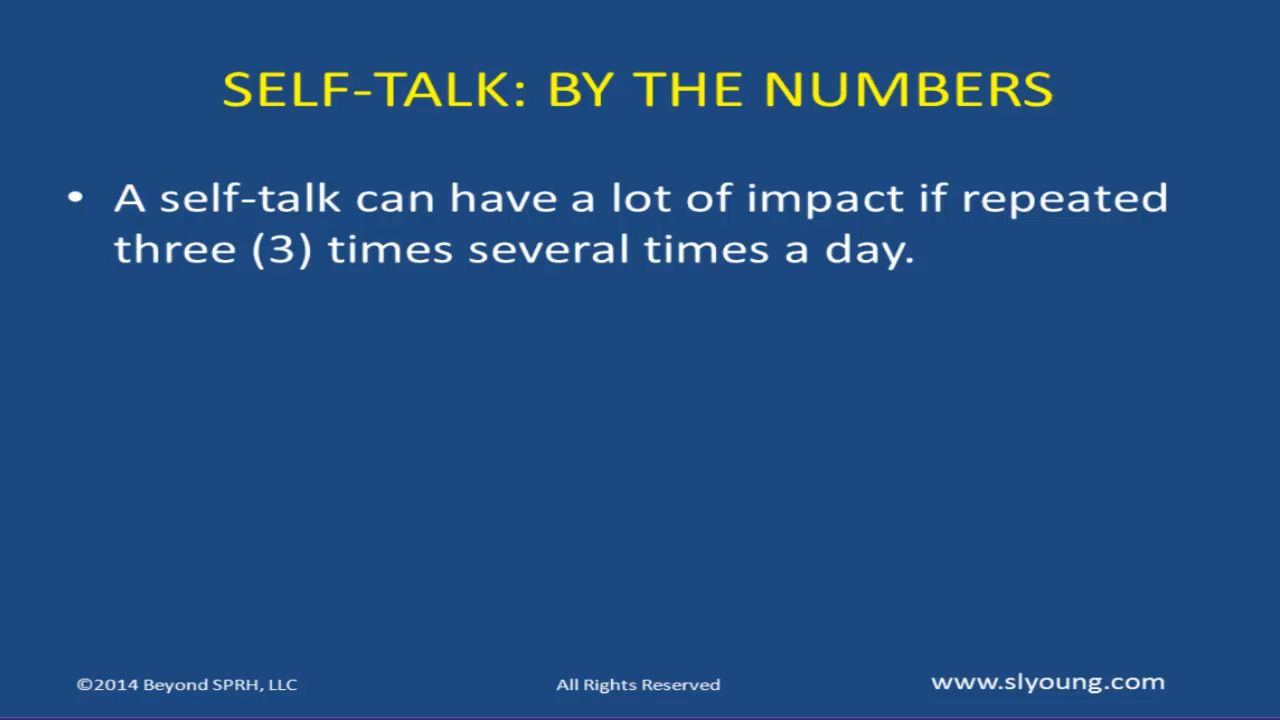 SELF-TALK: BY THE NUMBERS
• A self-talk can have a lot of impact if repeated
three (3) times several times a day.
©2014 Beyond SPRH, LLC
All Rights Reserved
www.slyoung.com